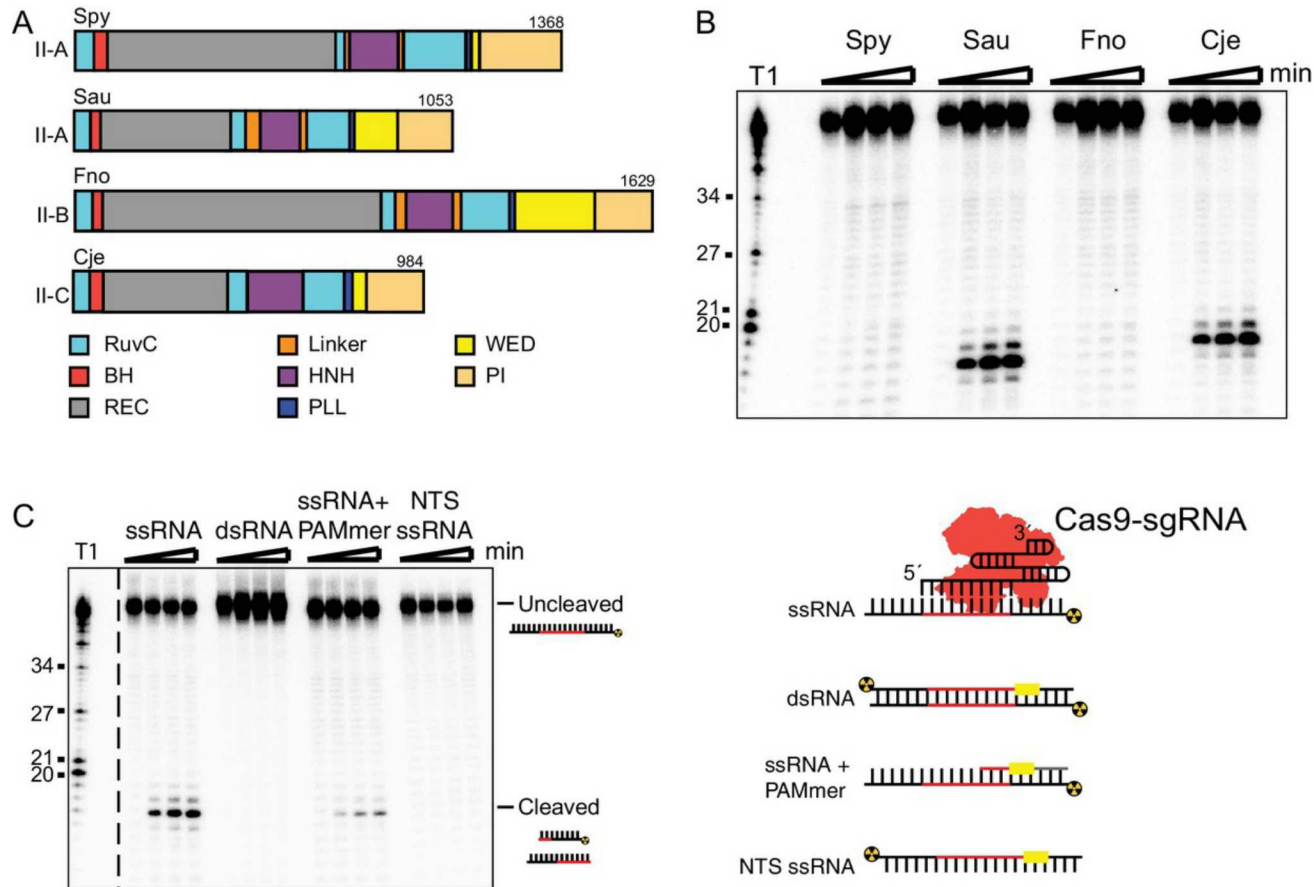 A
Spy
1368
II-A
Sau
1053
II-A
Fno
1629
II-B
Cje
984
II-C
RuvC
Linker
WED
BH
HNH
PI
REC
PLL
B
Spy Sau Fno Cje
T1
min
34
27
21
20
C
ssRNA dsRNA ssRNA+ PAMmer NTS ssRNA
T1
min
Uncleaved
34
27
21
20
Cleaved
Cas9-sgRNA
3´
5´
ssRNA
dsRNA
ssRNA +
PAMmer
NTS ssRNA